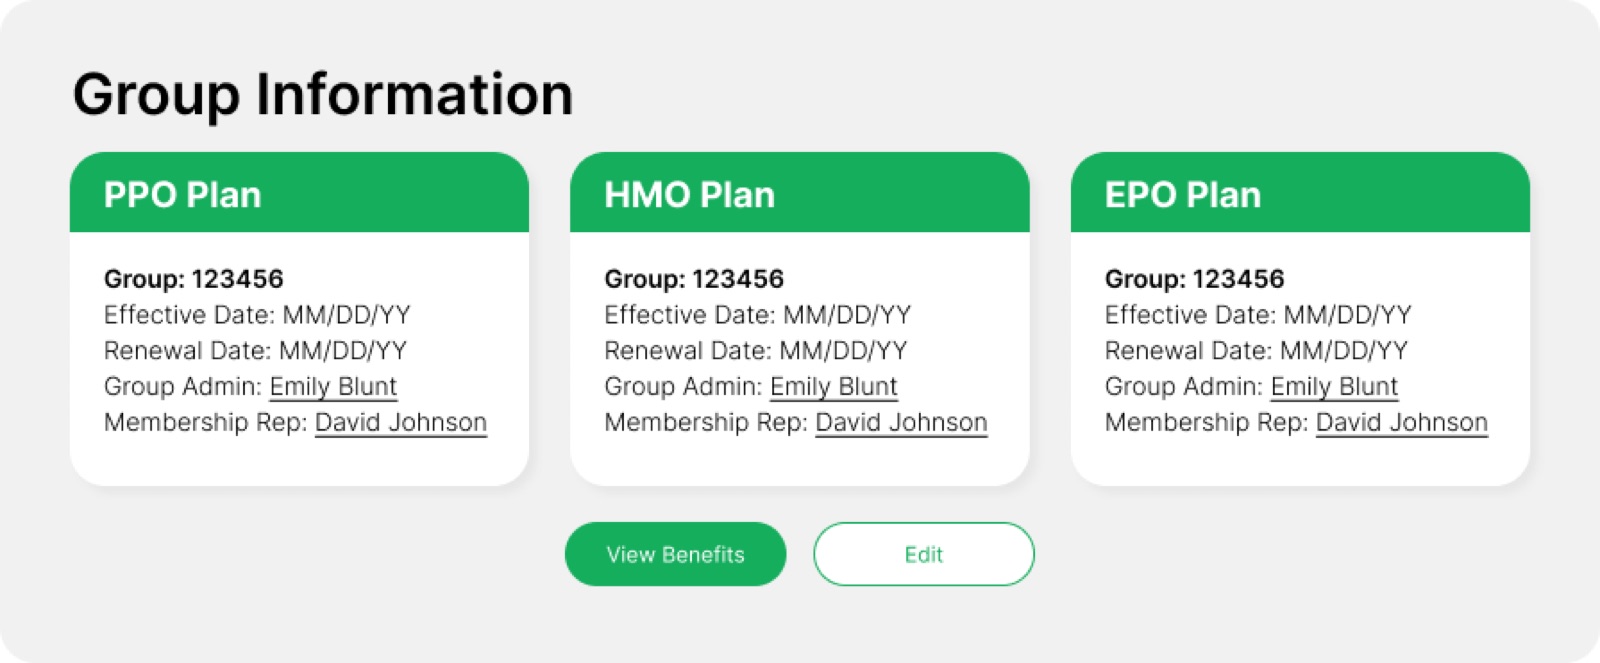 Group Information
PPO Plan
Group: 123456
Effective Date: MM/DD/YY
Renewal Date: MM/DD/YY
Group Admin: Emily Blunt
Membership Rep: David Johnson
HMO Plan
Group: 123456
Effective Date: MM/DD/YY
Renewal Date: MM/DD/YY
Group Admin: Emily Blunt
Membership Rep: David Johnson
EPO Plan
Group: 123456
Effective Date: MM/DD/YY
Renewal Date: MM/DD/YY
Group Admin: Emily Blunt
Membership Rep: David Johnson
View Benefits
Edit